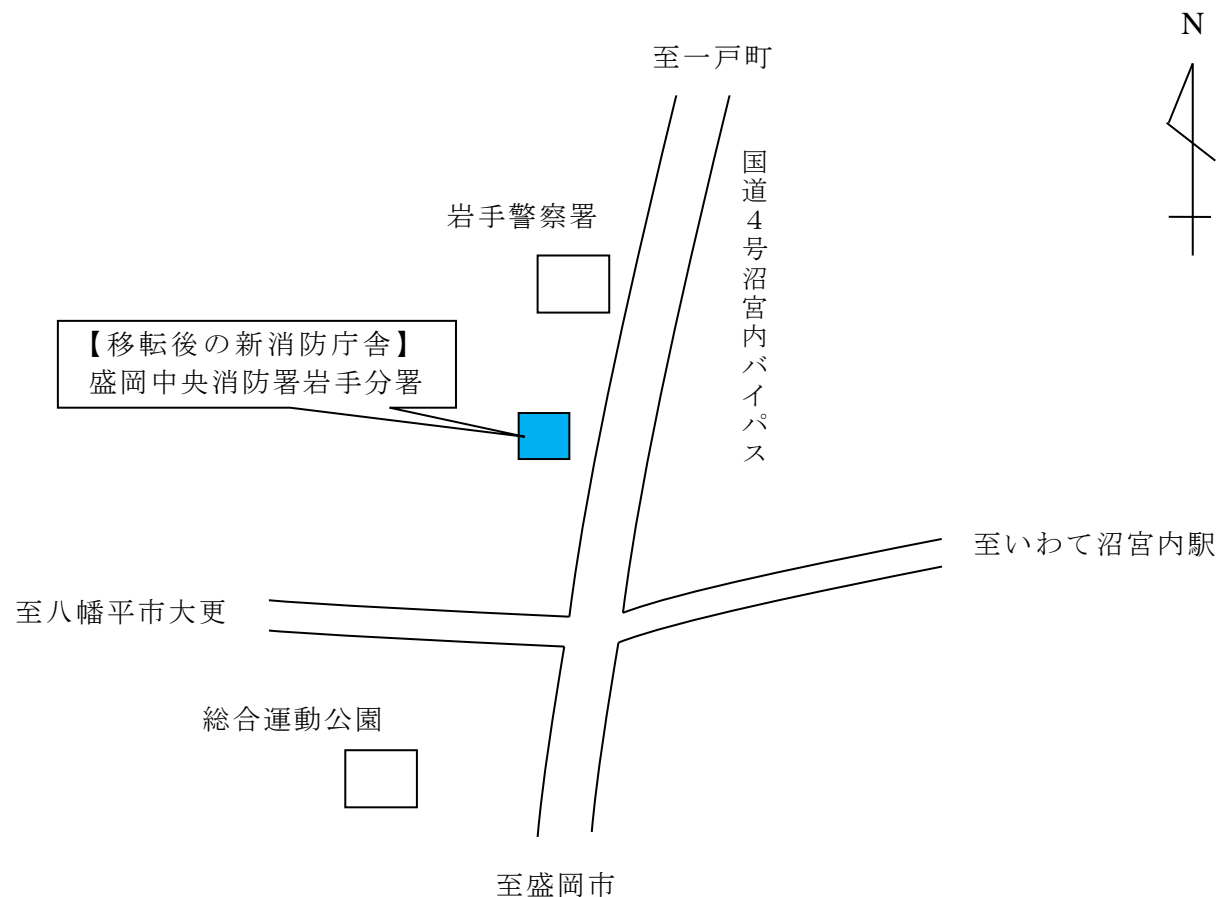 N
至一戸町
国道４号沼宮内バイパス
岩手警察署
【移転後の新消防庁舎】
盛岡中央消防署岩手分署
至いわて沼宮内駅
至八幡平市大更
総合運動公園
至盛岡市